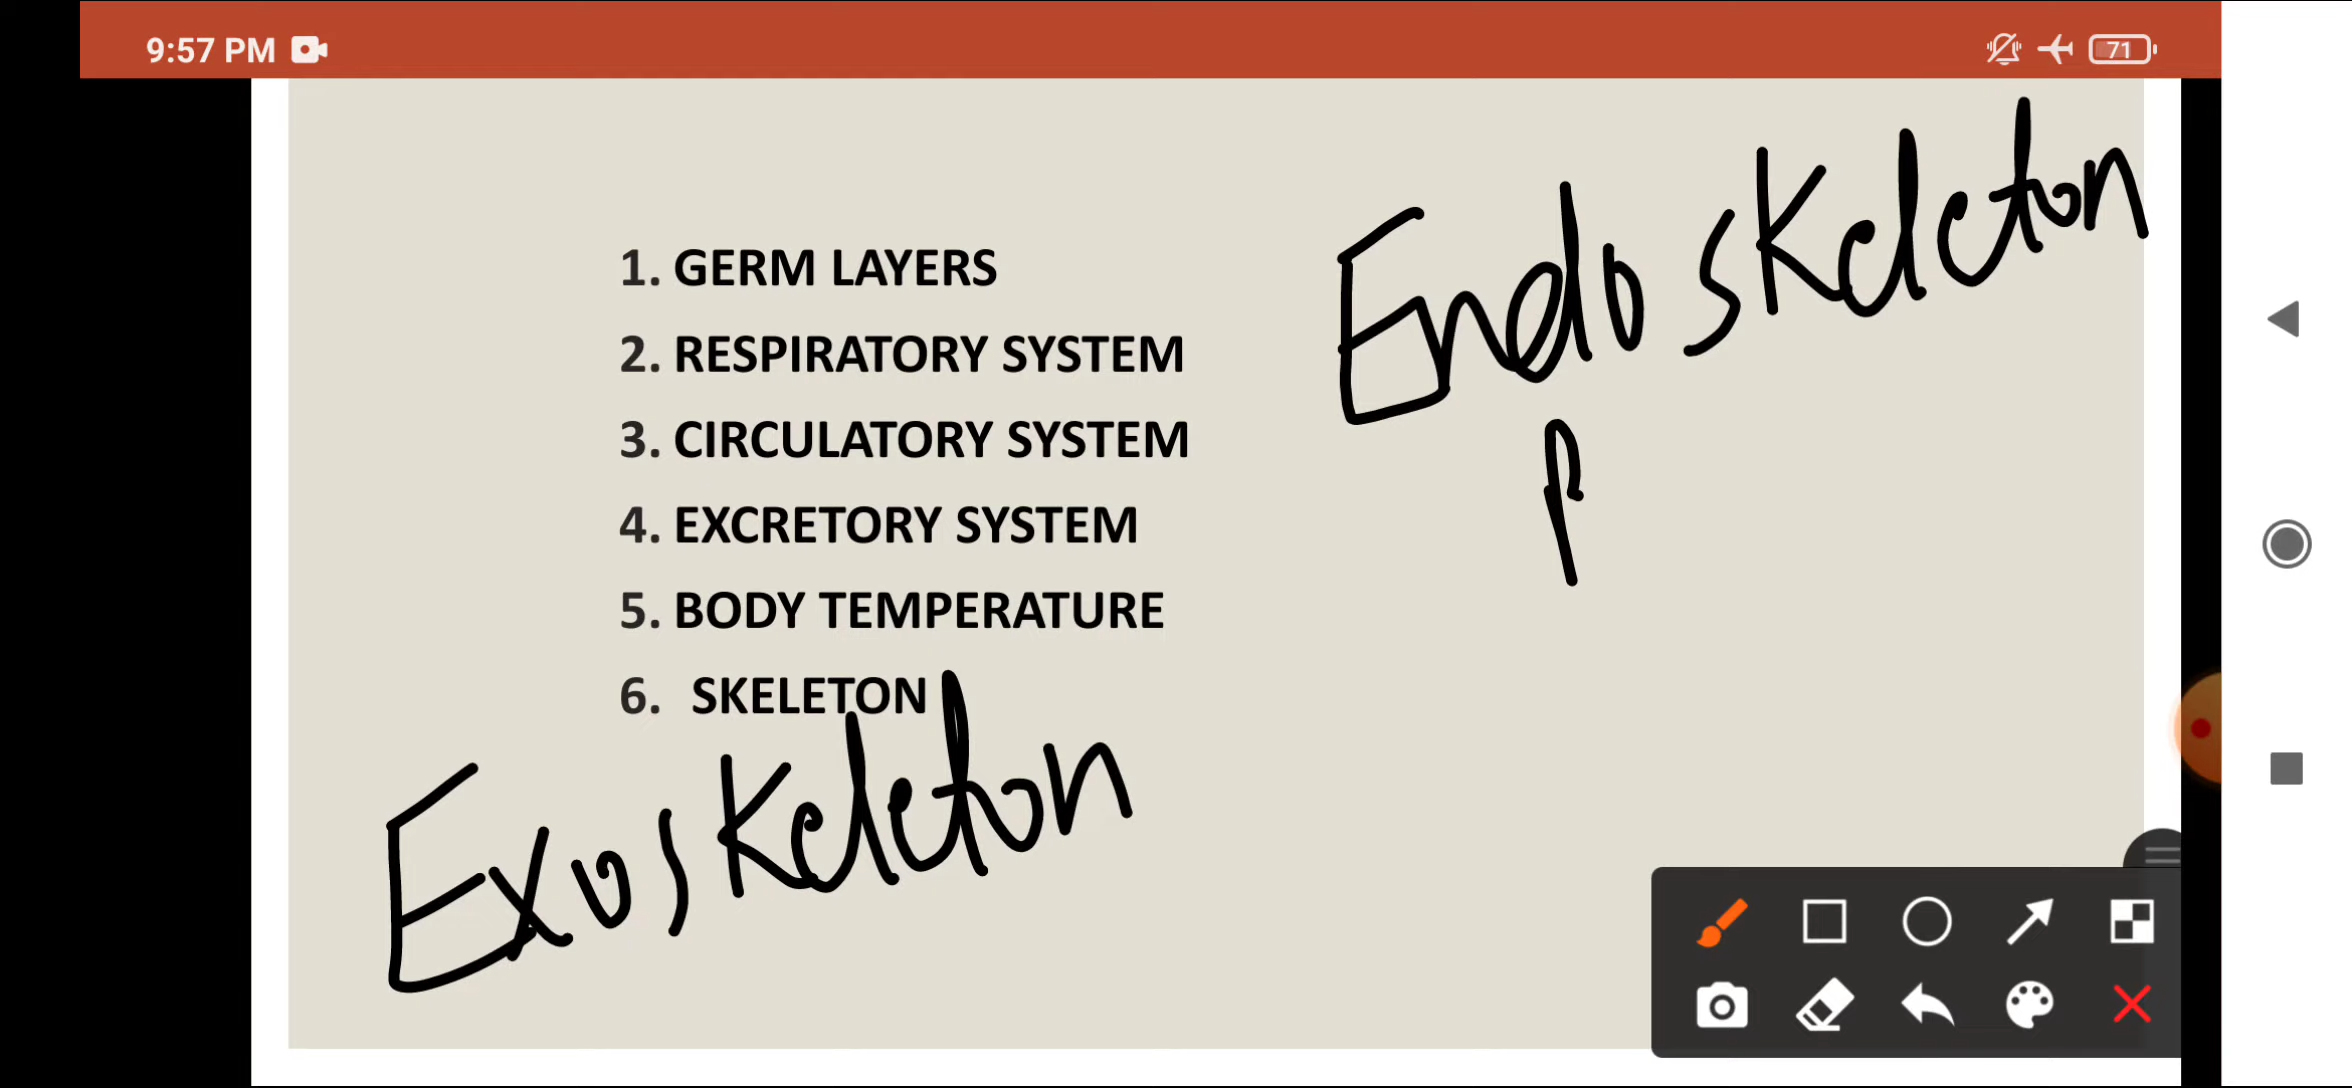 9:57 PM
71
Endoskeleton
1. GERM LAYERS
2. RESPIRATORY SYSTEM
3. CIRCULATORY SYSTEM
P
4. EXCRETORY SYSTEM
5. BODY TEMPERATURE
6. SKELETON
Exoskeleton